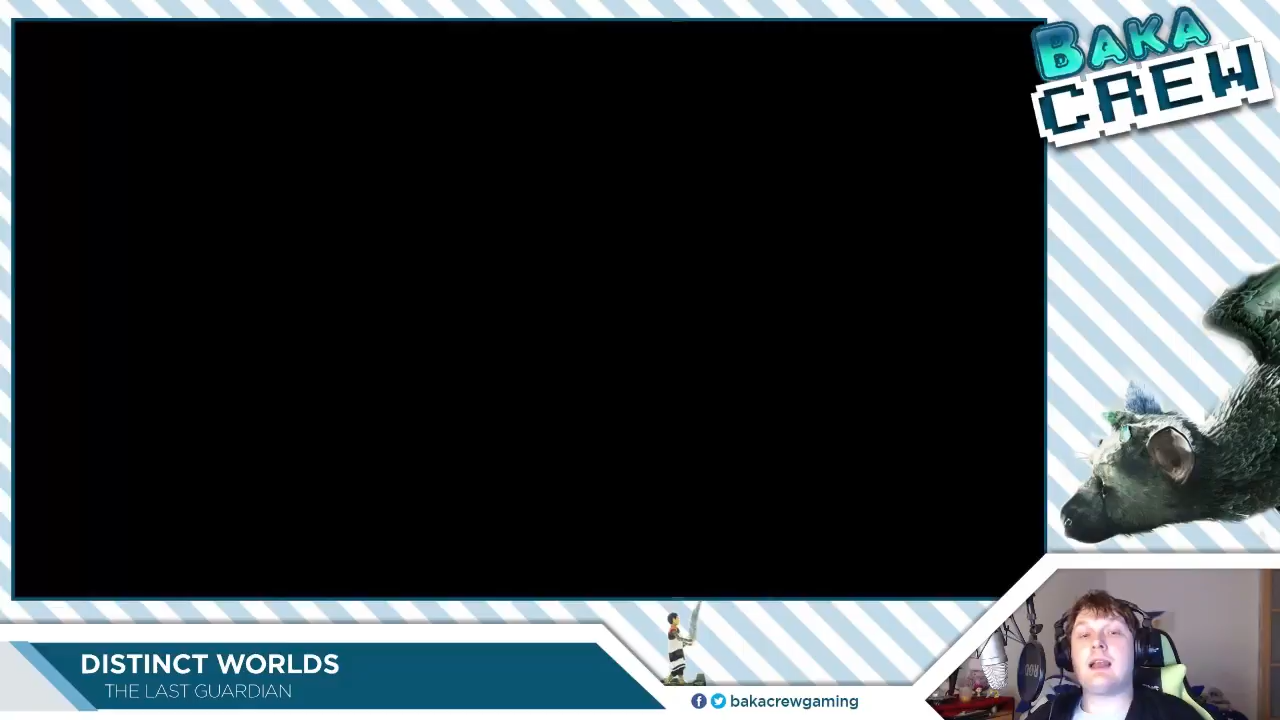 BAKA
CREW
DISTINCT WORLDS
THE LAST GUARDIAN
bakacrewgaming